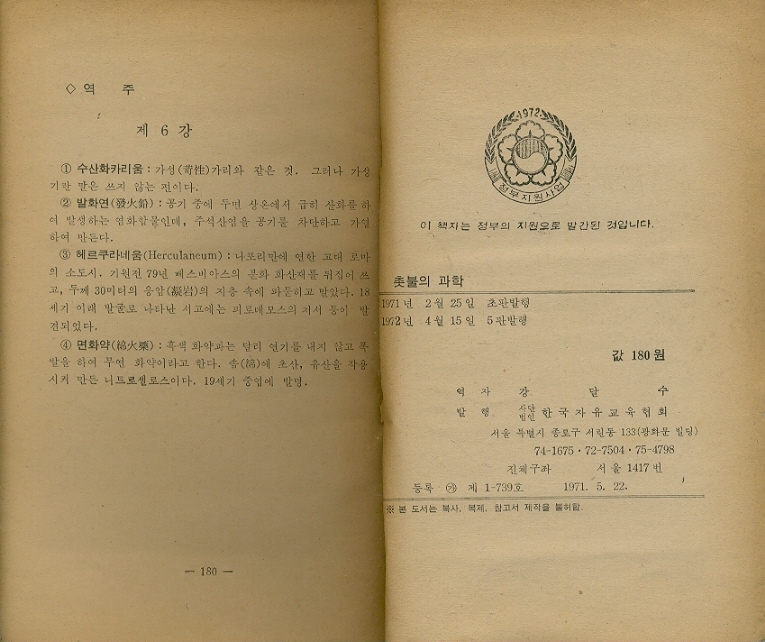 ◇ 역 주
제 6 강
① 수산화카리움 : 가성(苛性)가리와 같은 것. 그러나 가성
기만 말은 쓰지 않는 편이다.
② 발화연(發火鉛) : 공기 중에 두면 상온에서 급히 산화를 하
여 발생하는 연화합물인데, 주석산염을 공기를 차단하고 가열
하여 만든다.
③ 헤르쿠라네움(Herculaneum) : 나포리만에 연한 고대 로마
의 소도시. 기원전 79년 베스비아스의 분화 화산재를 뒤집어 쓰
고, 두께 30미터의 응암(凝岩)의 지층 속에 파묻히고 말았다. 18
세기 이래 발굴로 나타난 서고에는 피로데모스의 저서 등이 발
견되었다.
④ 면화약(綿火藥) : 흑색 화약과는 달리 연기를 내지 않고 폭
발을 하여 무연 화약이라고 한다. 솜(綿)에 초산, 유산을 작용
시켜 만든 니트로셀로스이다. 19세기 중엽에 발명.
— 180 —
1972
정부지원사업
이 책자는 정부의 지원으로 발간된 것입니다.
촛불의 과학
1971년 2월 25일 초판발행
1972년 4월 15일 5판발행
값 180원
역 자 강 달 수
발 행 사단법인 한국자유교육협회
서울 특별시 종로구 서린동 133(광화문 빌딩)
74-1675·72-7504·75-4798
진체구좌 서울 1417번
등록 ㉮ 제 1-739호 1971. 5. 22.
※ 본 도서는 복사, 복제, 참고서 제작을 불허함.